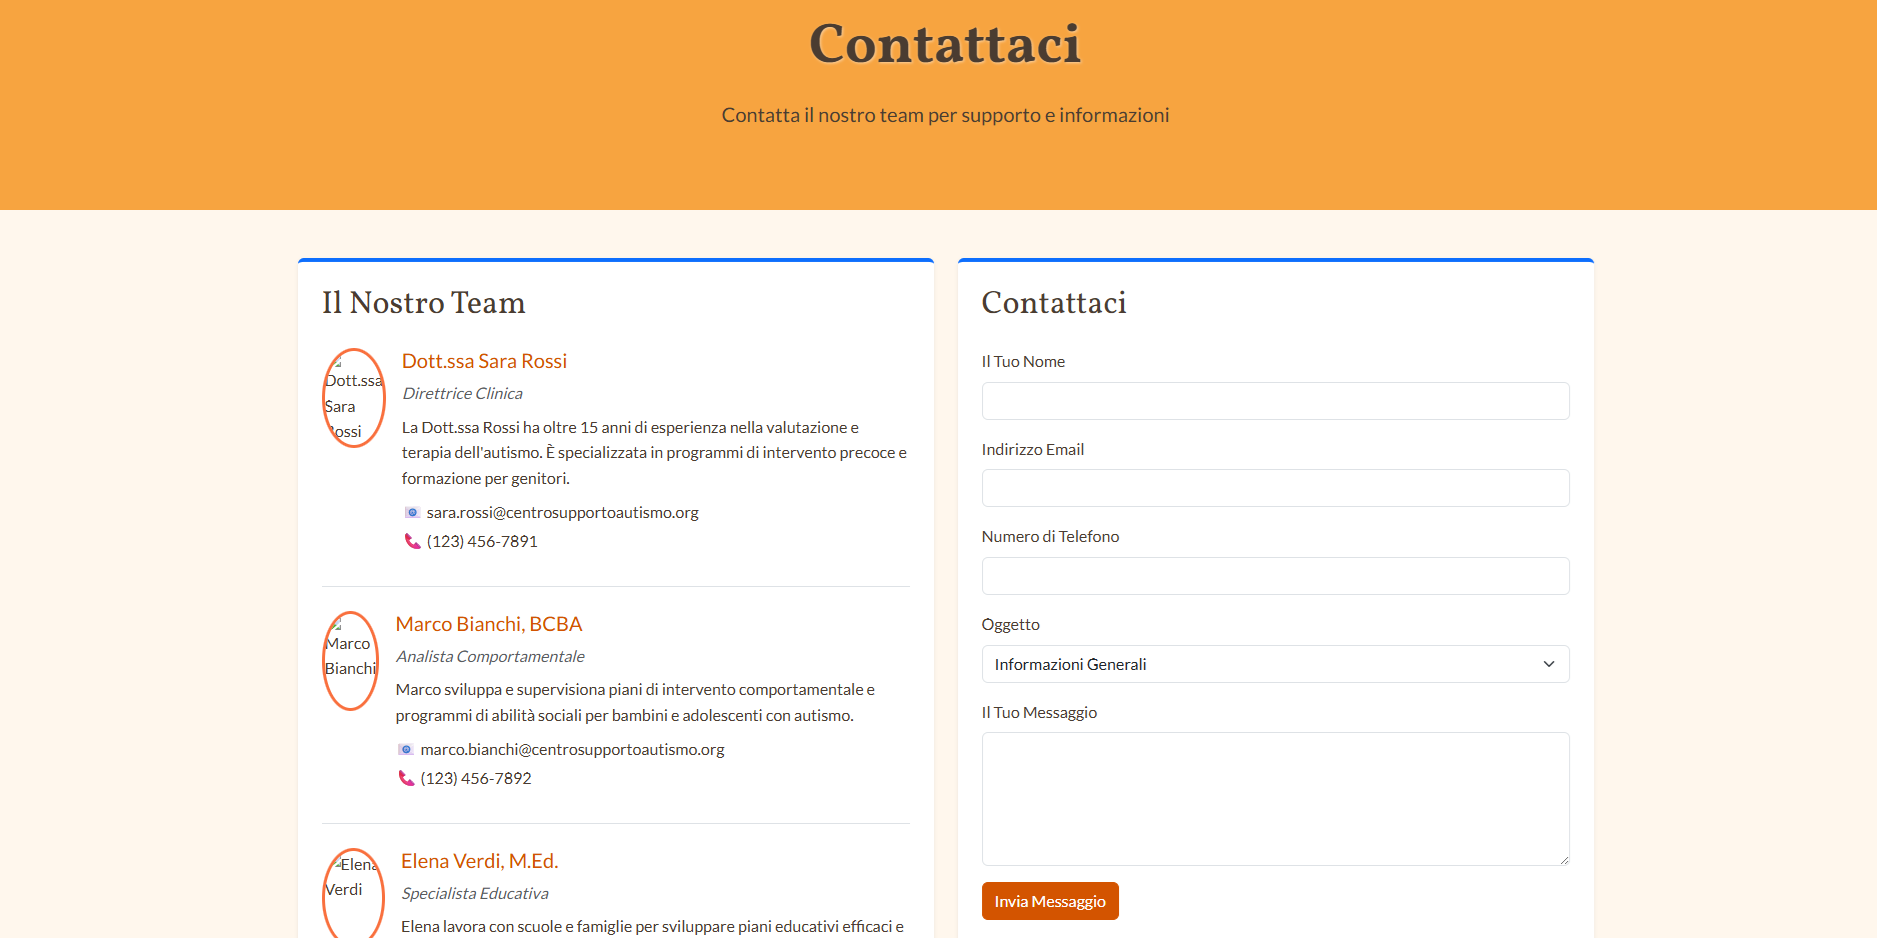 Contattaci
Contatta il nostro team per supporto e informazioni
Il Nostro Team
Dott.ssa
Sara
Rossi
Dott.ssa Sara Rossi
Direttrice Clinica
La Dott.ssa Rossi ha oltre 15 anni di esperienza nella valutazione e
terapia dell'autismo. È specializzata in programmi di intervento precoce e
formazione per genitori.
sara.rossi@centrosupportoautismo.org
(123) 456-7891
Marco
Bianchi
Marco Bianchi, BCBA
Analista Comportamentale
Marco sviluppa e supervisiona piani di intervento comportamentale e
programmi di abilità sociali per bambini e adolescenti con autismo.
marco.bianchi@centrosupportoautismo.org
(123) 456-7892
Elena
Verdi
Elena Verdi, M.Ed.
Specialista Educativa
Elena lavora con scuole e famiglie per sviluppare piani educativi efficaci e
Contattaci
Il Tuo Nome
Indirizzo Email
Numero di Telefono
Oggetto
Informazioni Generali
Il Tuo Messaggio
Invia Messaggio